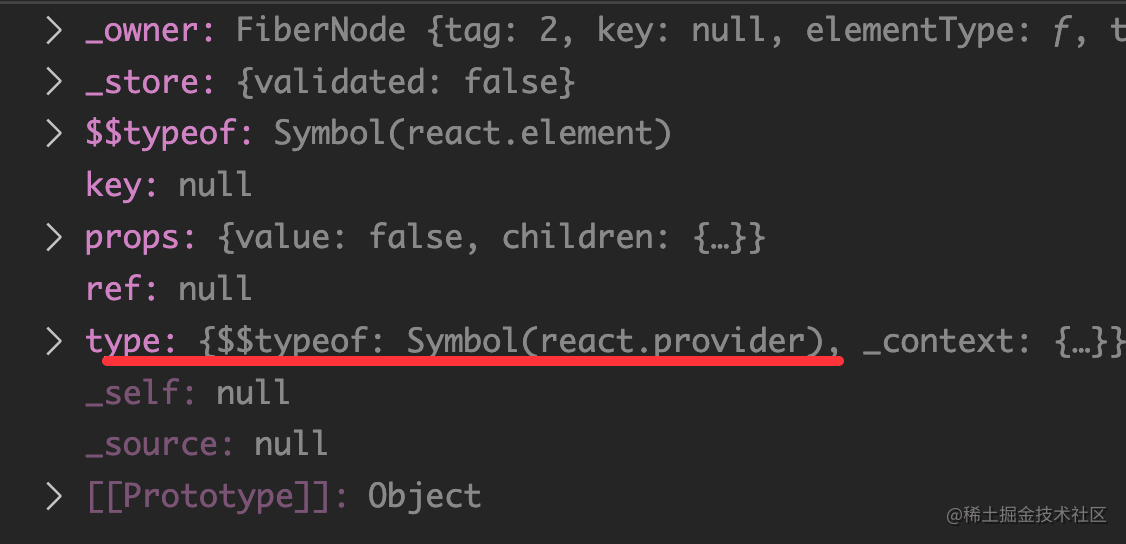 _owner: FiberNode {tag: 2, key: null, elementType: ƒ, t
_store: {validated: false}
$$typeof: Symbol(react.element)
key: null
props: {value: false, children: {…}}
ref: null
type: {$$typeof: Symbol(react.provider), _context: {…}}
_self: null
_source: null
[[Prototype]]: Object
@稀土掘金技术社区